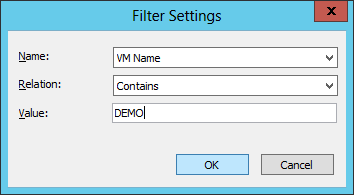 Filter Settings
x
Name: VM Name
Relation: Contains
Value: DEMO
OK Cancel